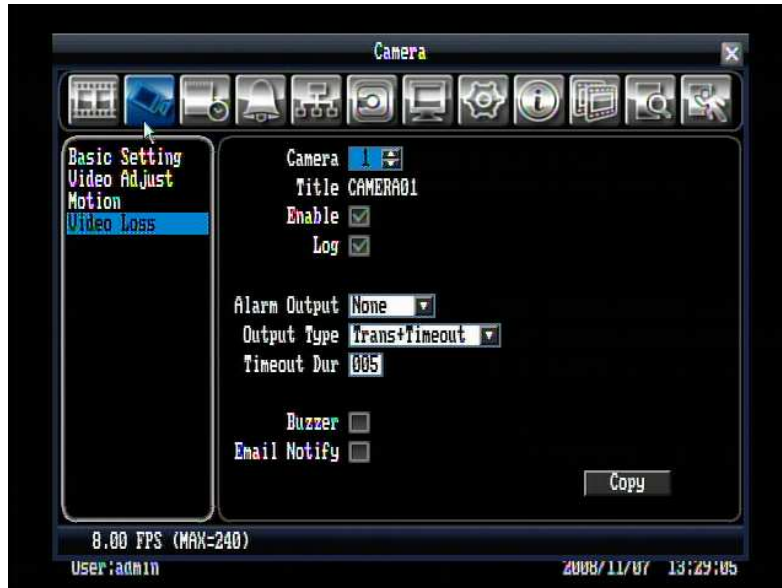 Camera
Basic Setting
Video Adjust
Motion
Video Loss
Camera 1
Title CAMERA01
Enable
Log
Alarm Output None
Output Type Trans+Timeout
Timeout Dur 005
Buzzer
Email Notify
Copy
8.00 FPS (MAX=240)
User:admin 2008/11/07 13:29:05